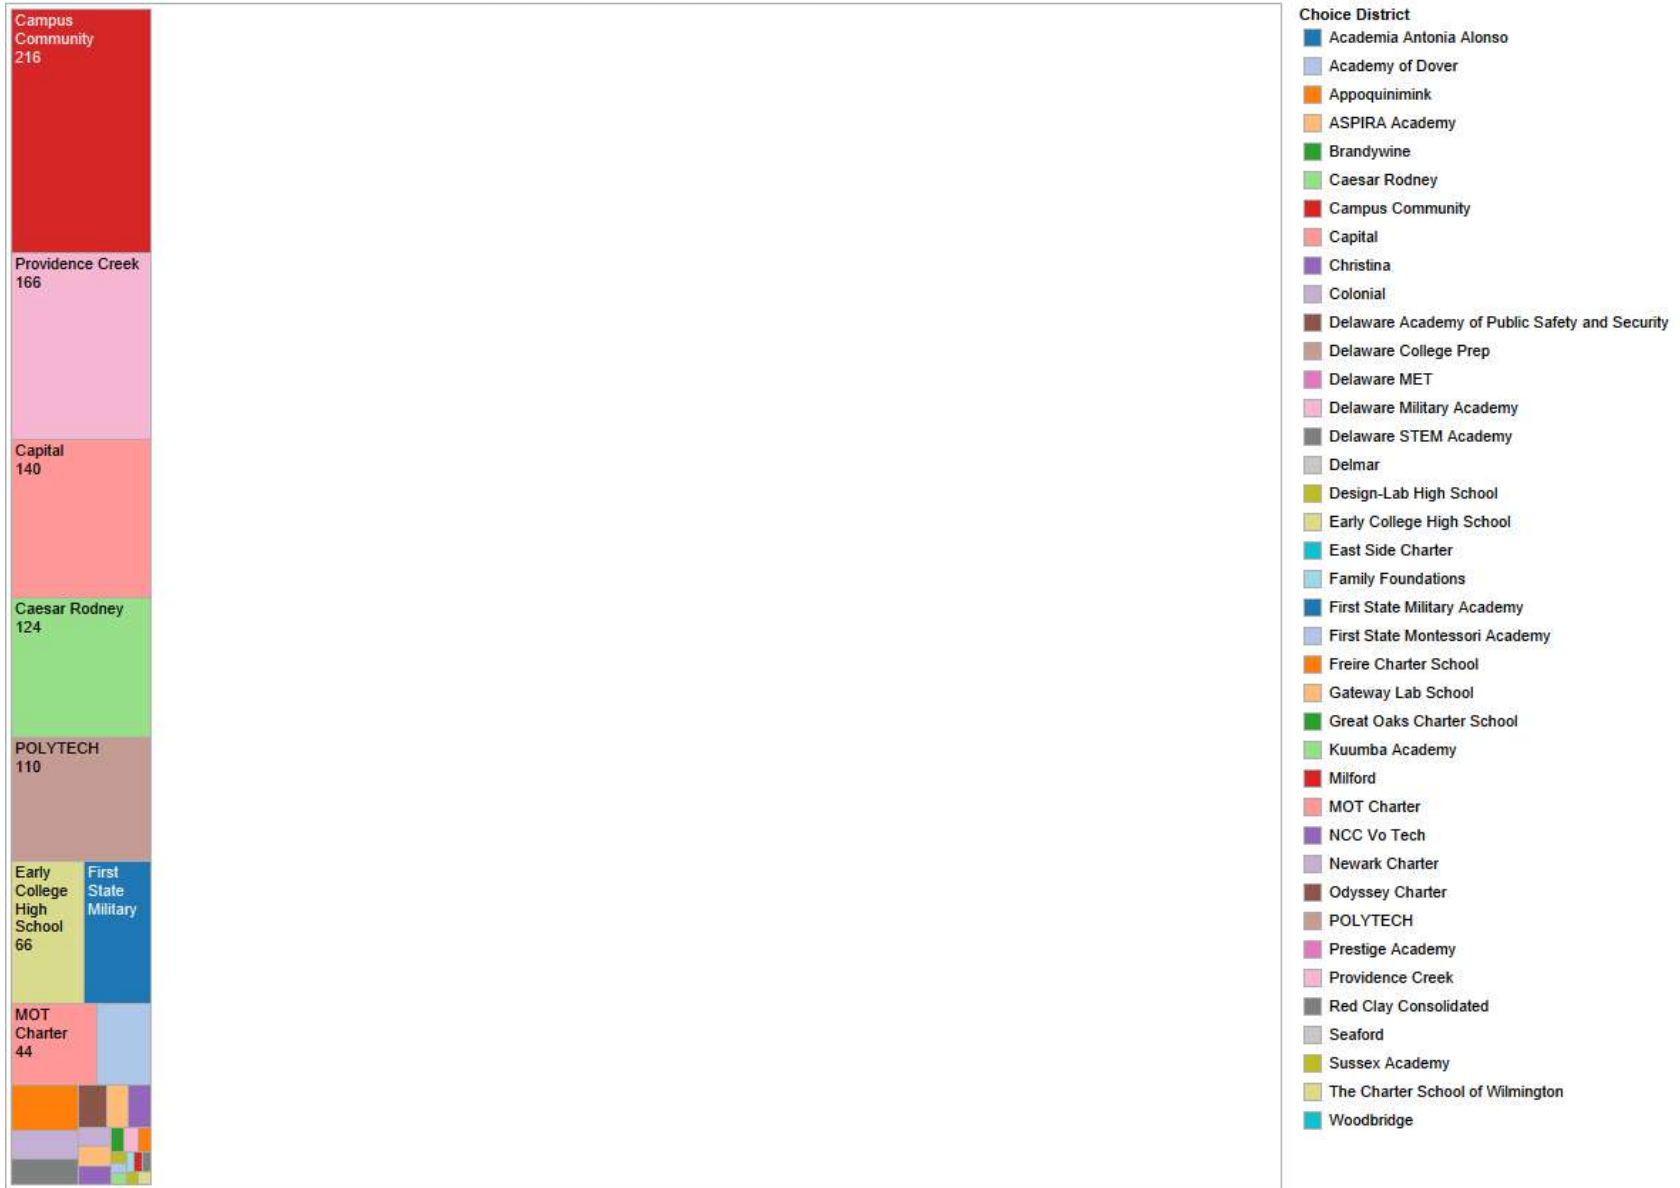 Campus
Community
216
Providence Creek
166
Capital
140
Caesar Rodney
124
POLYTECH
110
Early
College
High
School
66
First
State
Military
MOT
Charter
44
Choice District
Academia Antonia Alonso
Academy of Dover
Appoquinimink
ASPIRA Academy
Brandywine
Caesar Rodney
Campus Community
Capital
Christina
Colonial
Delaware Academy of Public Safety and Security
Delaware College Prep
Delaware MET
Delaware Military Academy
Delaware STEM Academy
Delmar
Design-Lab High School
Early College High School
East Side Charter
Family Foundations
First State Military Academy
First State Montessori Academy
Freire Charter School
Gateway Lab School
Great Oaks Charter School
Kuumba Academy
Milford
MOT Charter
NCC Vo Tech
Newark Charter
Odyssey Charter
POLYTECH
Prestige Academy
Providence Creek
Red Clay Consolidated
Seaford
Sussex Academy
The Charter School of Wilmington
Woodbridge